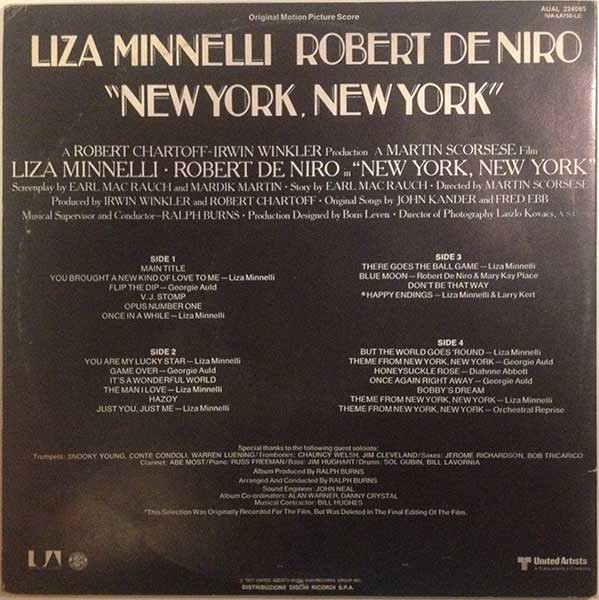 Original Motion Picture Score
AUAL 224085
(UA-LA750-L2)
LIZA MINNELLI ROBERT DE NIRO
"NEW YORK, NEW YORK"
A ROBERT CHARTOFF-IRWIN WINKLER Production A MARTIN SCORSESE Film
LIZA MINNELLI · ROBERT DE NIRO in "NEW YORK, NEW YORK"
Screenplay by EARL MAC RAUCH and MARDIK MARTIN · Story by EARL MAC RAUCH · Directed by MARTIN SCORSESE
Produced by IRWIN WINKLER and ROBERT CHARTOFF · Original Songs by JOHN KANDER and FRED EBB
Musical Supervisor and Conductor—RALPH BURNS · Production Designed by Boris Leven · Director of Photography Laszlo Kovacs, A.S.C.
SIDE 1
MAIN TITLE
YOU BROUGHT A NEW KIND OF LOVE TO ME — Liza Minnelli
FLIP THE DIP — Georgie Auld
V.J. STOMP
OPUS NUMBER ONE
ONCE IN A WHILE — Liza Minnelli
SIDE 2
YOU ARE MY LUCKY STAR — Liza Minnelli
GAME OVER — Georgie Auld
IT'S A WONDERFUL WORLD
THE MAN I LOVE — Liza Minnelli
HAZOY
JUST YOU, JUST ME — Liza Minnelli
SIDE 3
THERE GOES THE BALL GAME — Liza Minnelli
BLUE MOON — Robert De Niro & Mary Kay Place
DON'T BE THAT WAY
*HAPPY ENDINGS — Liza Minnelli & Larry Kert
SIDE 4
BUT THE WORLD GOES 'ROUND — Liza Minnelli
THEME FROM NEW YORK, NEW YORK — Georgie Auld
HONEYSUCKLE ROSE — Diahnne Abbott
ONCE AGAIN RIGHT AWAY — Georgie Auld
BOBBY'S DREAM
THEME FROM NEW YORK, NEW YORK — Liza Minnelli
THEME FROM NEW YORK, NEW YORK — Orchestral Reprise
Special thanks to the following guest soloists:
Trumpets: SNOOKY YOUNG, CONTE CONDOLI, WARREN LUENING/Trombones: CHAUNCY WELSH, JIM CLEVELAND/Saxes: JEROME RICHARDSON, BOB TRICARICO
Clarinet: ABE MOST/Piano: RUSS FREEMAN/Bass: JIM HUGHART/Drums: SOL GUBIN, BILL LAVORNIA
Album Produced by RALPH BURNS
Arranged And Conducted By RALPH BURNS
Sound Engineer: JOHN NEAL
Album Co-ordinators: ALAN WARNER, DANNY CRYSTAL
Musical Contractor: BILL HUGHES
*This Selection Was Originally Recorded For The Film, But Was Deleted In The Final Editing Of The Film.
UA
United Artists
A Transamerica Company
© 1977 UNITED ARTISTS MUSIC AND RECORDS GROUP, INC.
DISTRIBUZIONE DISCHI RICORDI S.P.A.